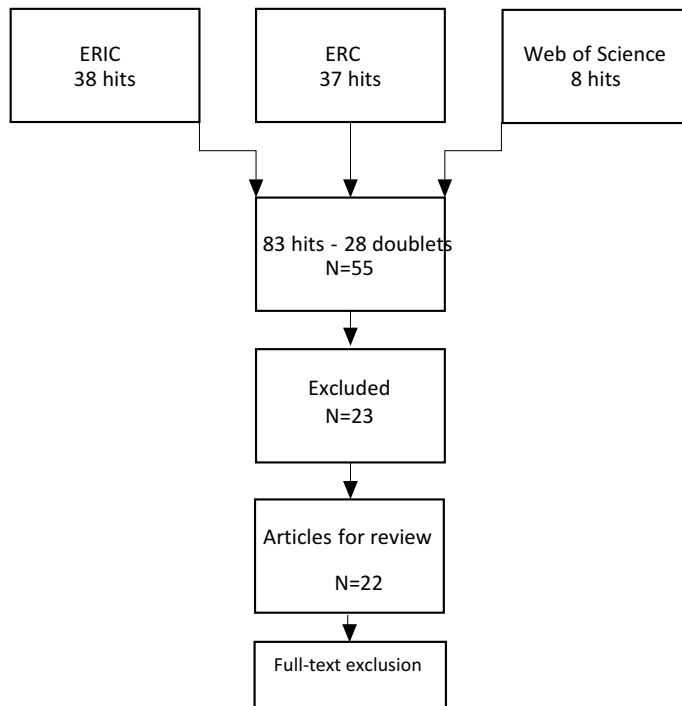 ERIC
38 hits
ERC
37 hits
Web of Science
8 hits
83 hits - 28 doublets
N=55
Excluded
N=23
Articles for review
N=22
Full-text exclusion